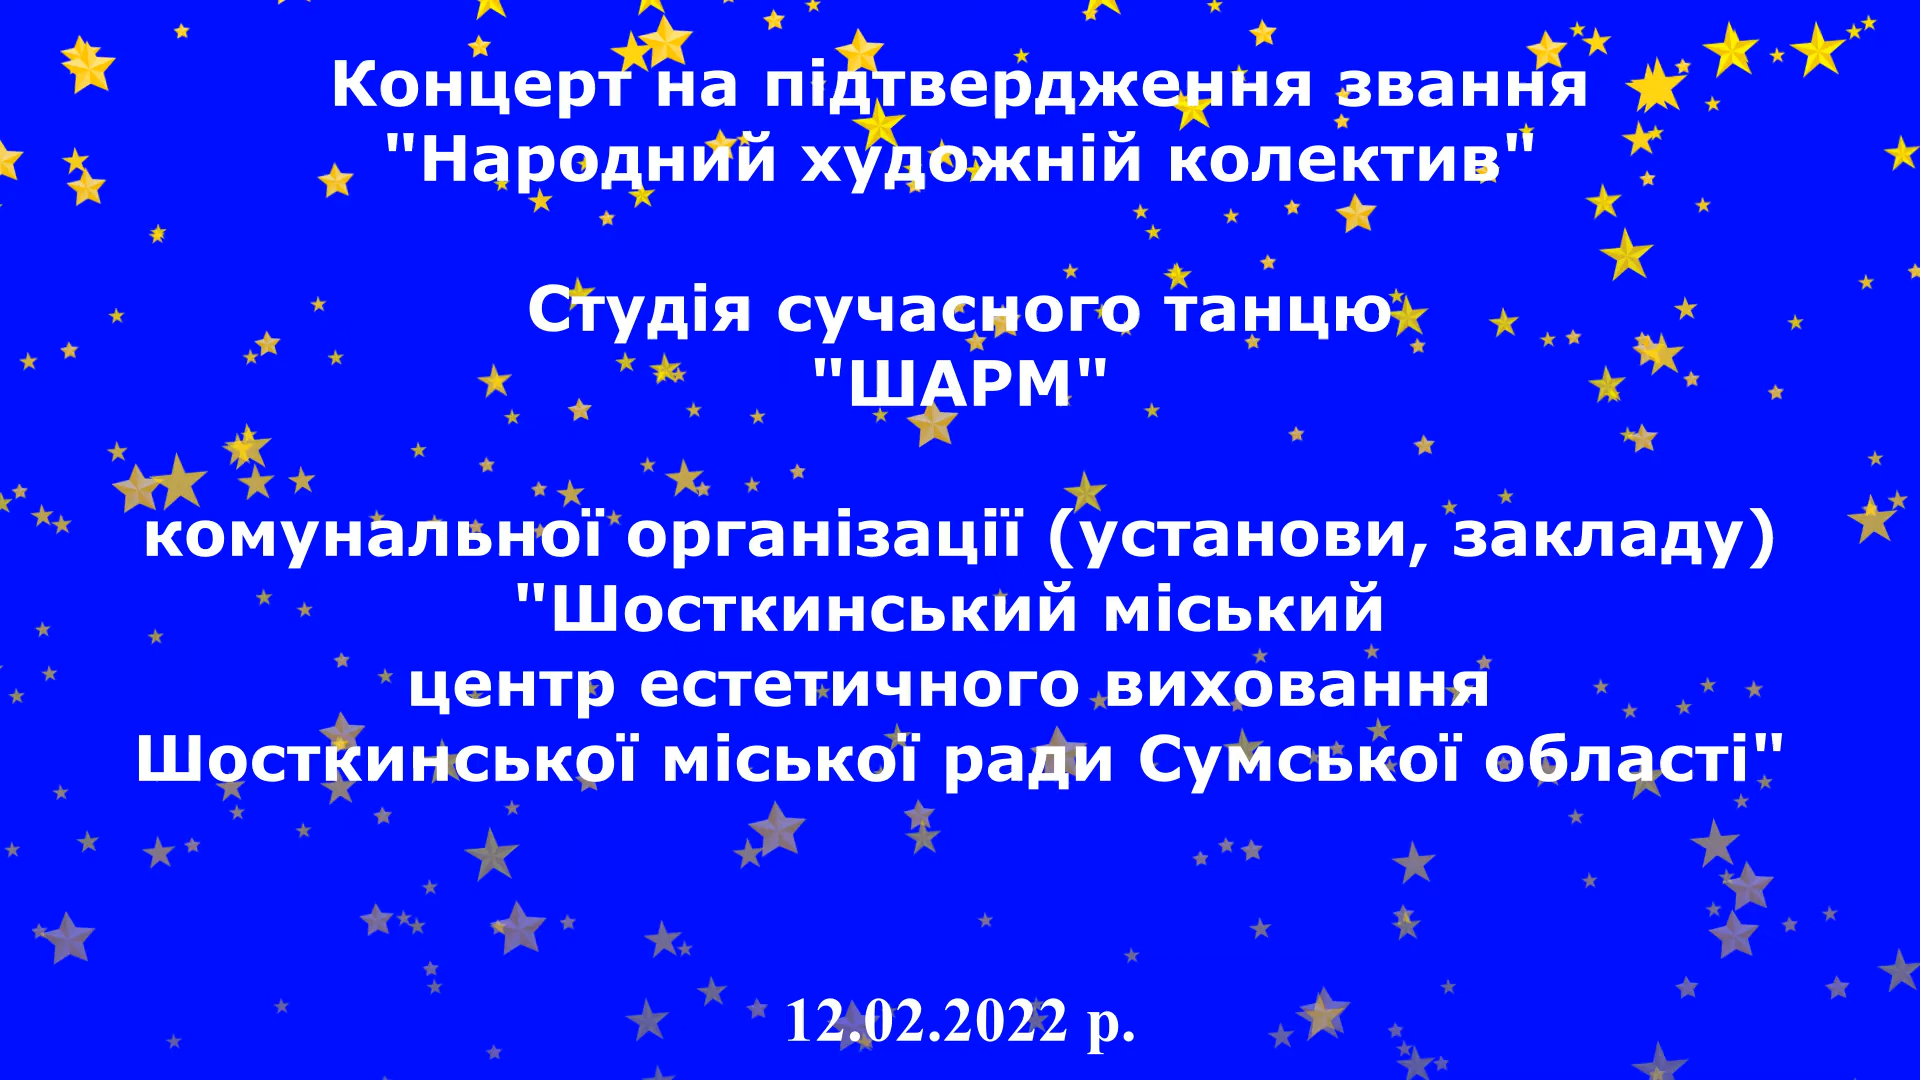 Концерт на підтвердження звання
"Народний художній колектив"
Студія сучасного танцю
"ШАРМ"
комунальної організації (установи, закладу)
"Шосткинський міський
центр естетичного виховання
Шосткинської міської ради Сумської області"
12.02.2022 р.